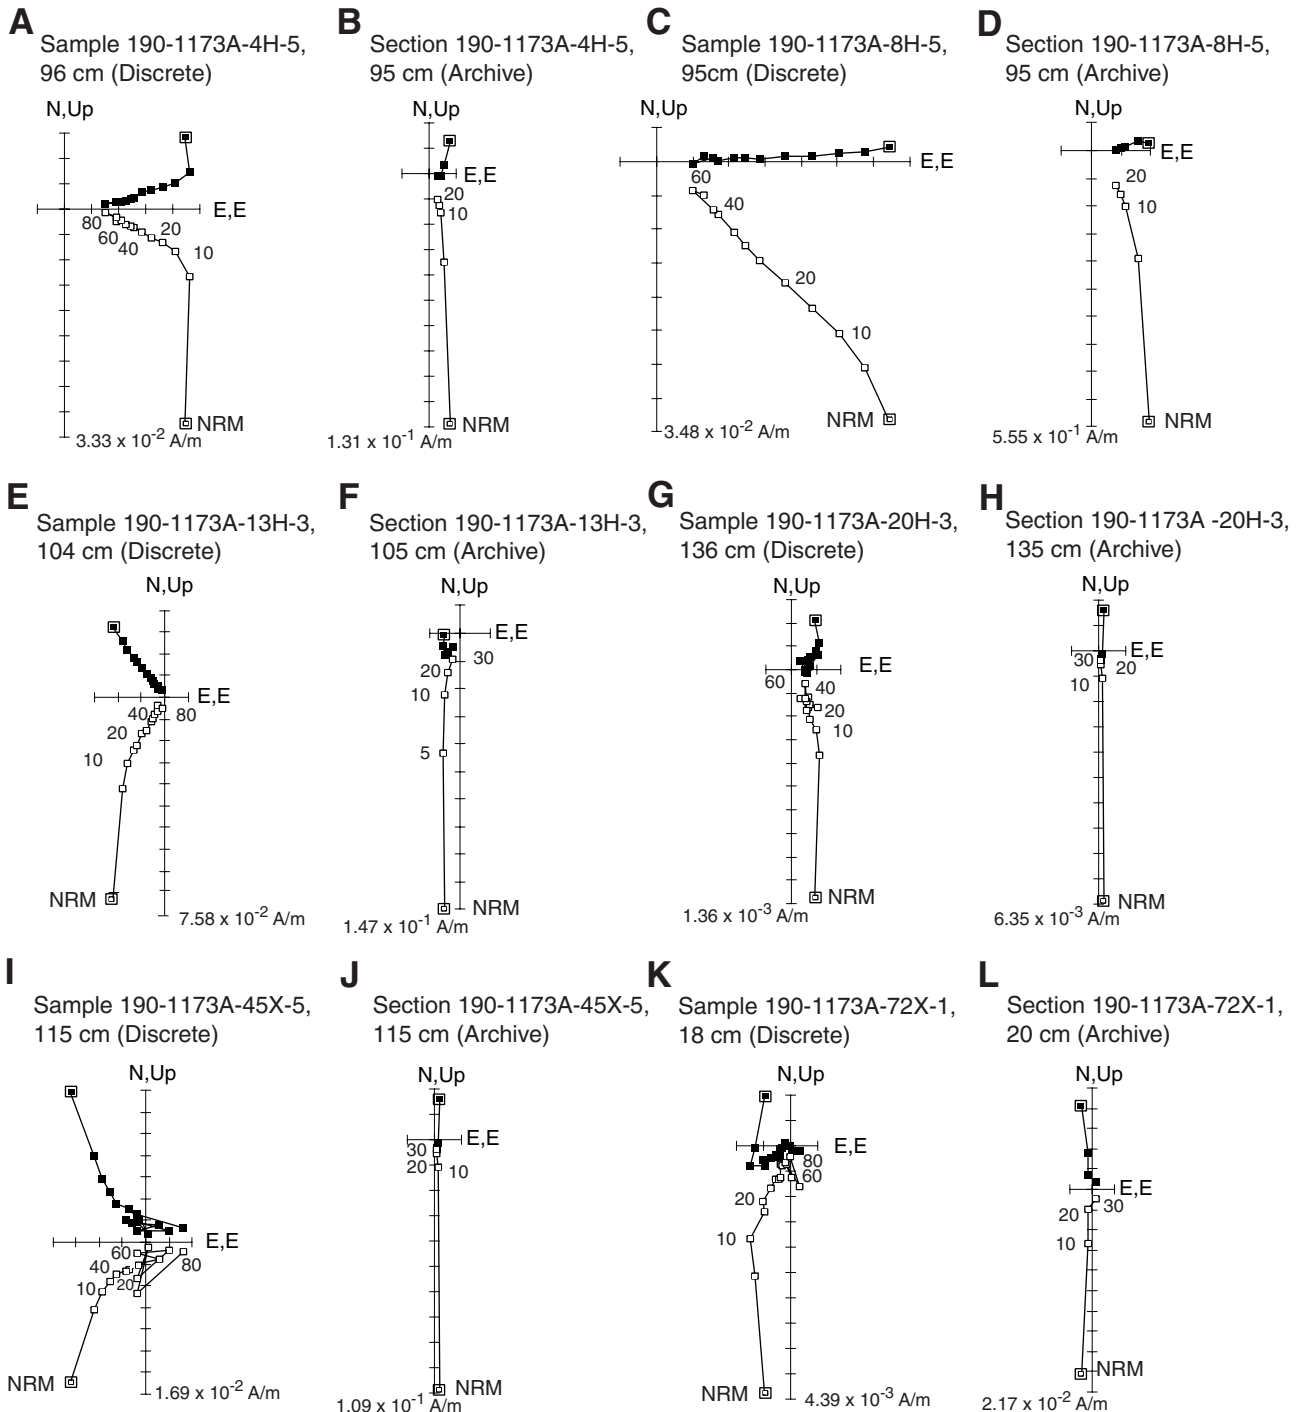 A
Sample 190-1173A-4H-5,
96 cm (Discrete)
N,Up
E,E
80
60
40
20
10
NRM
3.33 x 10-2 A/m
B
Section 190-1173A-4H-5,
95 cm (Archive)
N,Up
E,E
20
10
NRM
1.31 x 10-1 A/m
C
Sample 190-1173A-8H-5,
95cm (Discrete)
N,Up
E,E
60
40
20
10
NRM
3.48 x 10-2 A/m
D
Section 190-1173A-8H-5,
95 cm (Archive)
N,Up
E,E
20
10
NRM
5.55 x 10-1 A/m
E
Sample 190-1173A-13H-3,
104 cm (Discrete)
N,Up
E,E
40
80
20
10
NRM
7.58 x 10-2 A/m
F
Section 190-1173A-13H-3,
105 cm (Archive)
N,Up
E,E
30
20
10
5
NRM
1.47 x 10-1 A/m
G
Sample 190-1173A-20H-3,
136 cm (Discrete)
N,Up
E,E
60
40
20
10
NRM
1.36 x 10-3 A/m
H
Section 190-1173A -20H-3,
135 cm (Archive)
N,Up
E,E
30
20
10
NRM
6.35 x 10-3 A/m
I
Sample 190-1173A-45X-5,
115 cm (Discrete)
N,Up
E,E
60
80
40
20
10
NRM
1.69 x 10-2 A/m
J
Section 190-1173A-45X-5,
115 cm (Archive)
N,Up
E,E
30
20
10
NRM
1.09 x 10-1 A/m
K
Sample 190-1173A-72X-1,
18 cm (Discrete)
N,Up
E,E
80
60
20
10
NRM
4.39 x 10-3 A/m
L
Section 190-1173A-72X-1,
20 cm (Archive)
N,Up
E,E
30
20
10
NRM
2.17 x 10-2 A/m